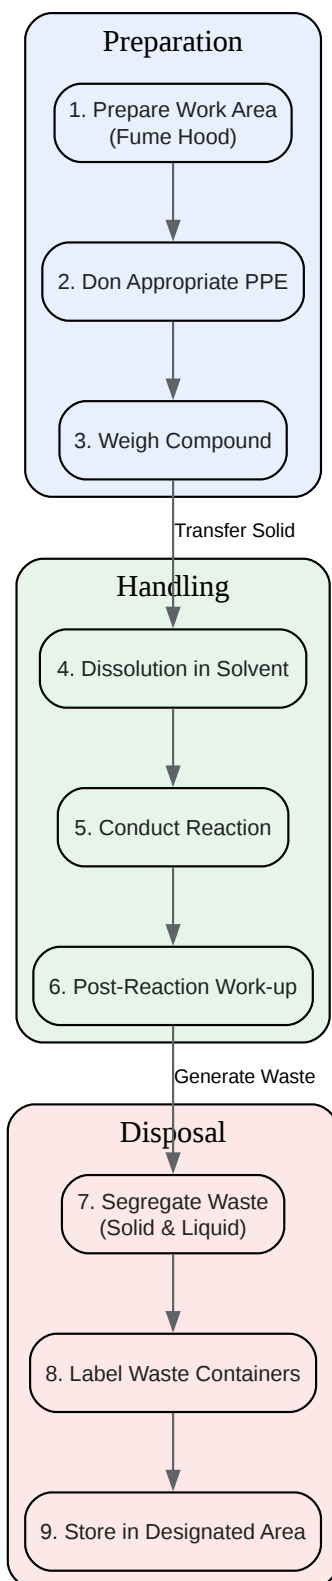 Preparation
1. Prepare Work Area
(Fume Hood)
2. Don Appropriate PPE
3. Weigh Compound
Transfer Solid
Handling
4. Dissolution in Solvent
5. Conduct Reaction
6. Post-Reaction Work-up
Generate Waste
Disposal
7. Segregate Waste
(Solid & Liquid)
8. Label Waste Containers
9. Store in Designated Area